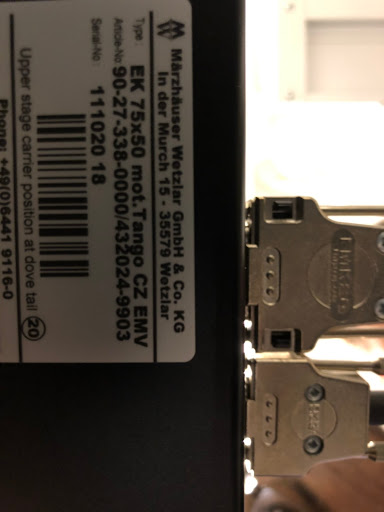 Märzhäuser Wetzlar GmbH & Co. KG
In der Murch 15 - 35579 Wetzlar
Type: EK 75x50 mot.Tango CZ EMV
Article-No: 90-27-338-0000/432024-9903
Serial-No: 111020 18
Upper stage carrier position at dove tail 20
Phone: +49(0)6441 9116-0